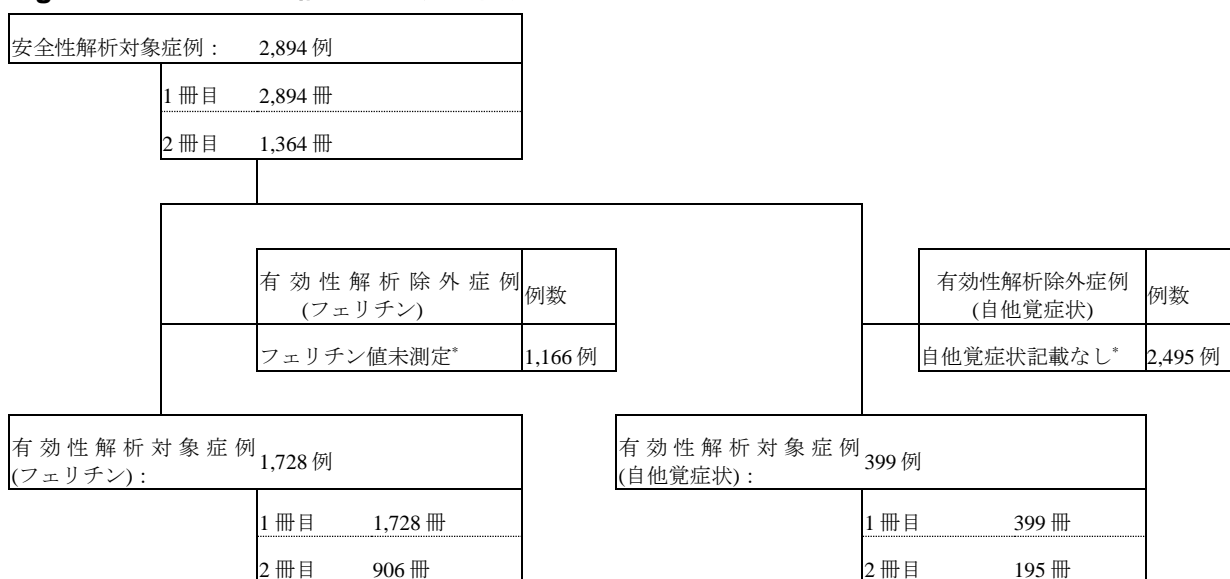 安全性解析対象症例： 2,894 例
1 冊目 2,894 冊
2 冊目 1,364 冊
有効性解析除外症例
(フェリチン)
例数
フェリチン値未測定* 1,166 例
有効性解析除外症例
(自他覚症状)
例数
自他覚症状記載なし* 2,495 例
有効性解析対象症例
(フェリチン)：
1,728 例
1 冊目 1,728 冊
2 冊目 906 冊
有効性解析対象症例
(自他覚症状)：
399 例
1 冊目 399 冊
2 冊目 195 冊